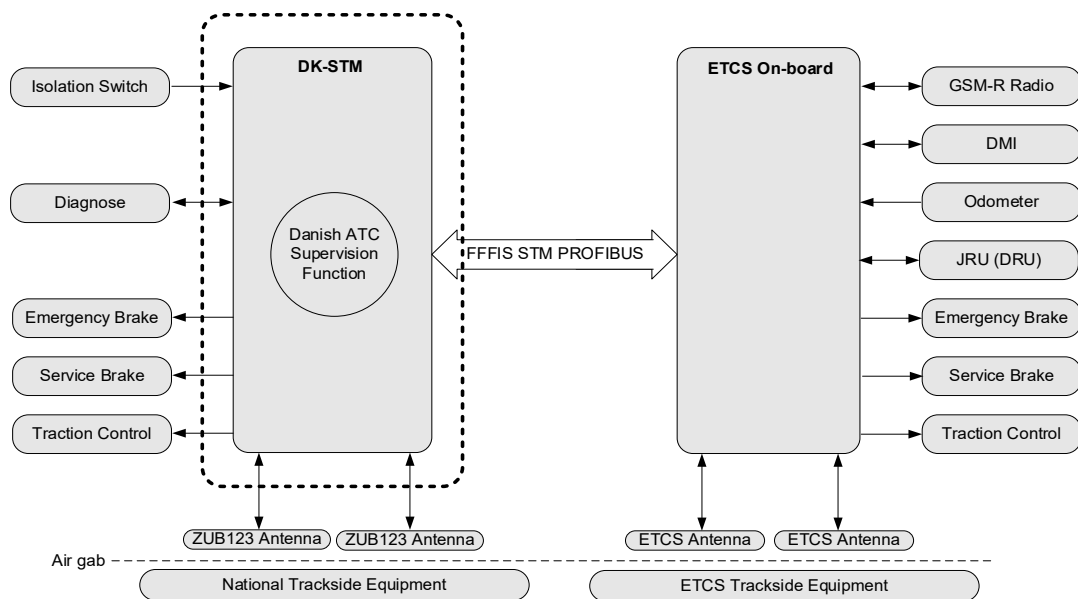 DK-STM
ETCS On-board
Isolation Switch
GSM-R Radio
DMI
Diagnose
Odometer
Danish ATC
Supervision
Function
FFFIS STM PROFIBUS
JRU (DRU)
Emergency Brake
Emergency Brake
Service Brake
Service Brake
Traction Control
Traction Control
ZUB123 Antenna
ZUB123 Antenna
ETCS Antenna
ETCS Antenna
Air gab
National Trackside Equipment
ETCS Trackside Equipment